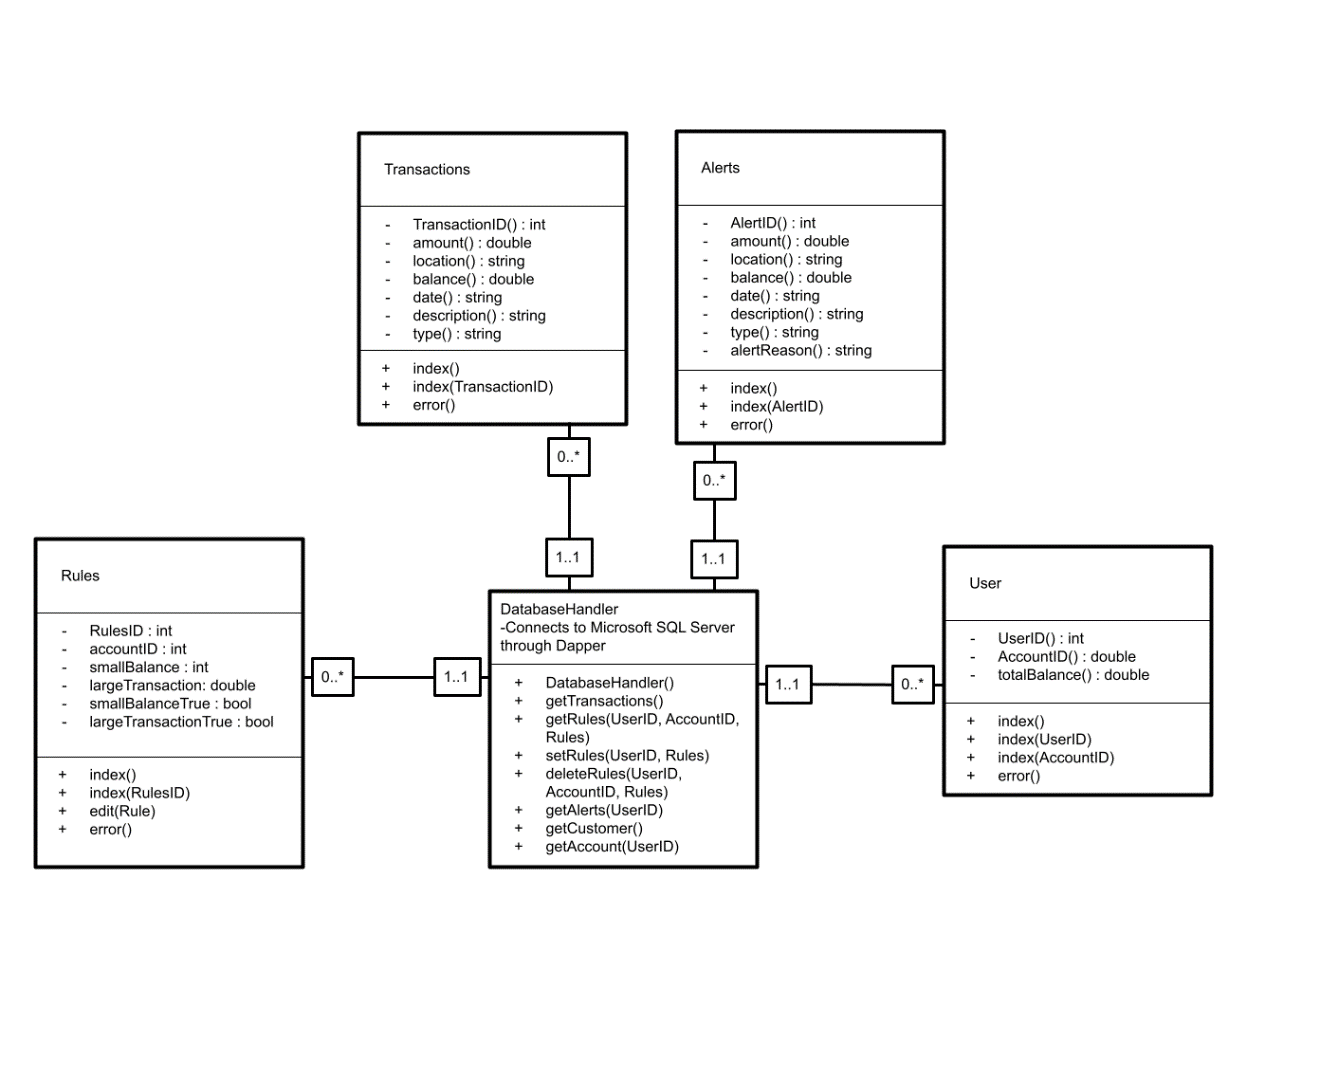 Transactions
- TransactionID() : int
- amount() : double
- location() : string
- balance() : double
- date() : string
- description() : string
- type() : string
+ index()
+ index(TransactionID)
+ error()
Alerts
- AlertID() : int
- amount() : double
- location() : string
- balance() : double
- date() : string
- description() : string
- type() : string
- alertReason() : string
+ index()
+ index(AlertID)
+ error()
0..*
0..*
1..1
1..1
Rules
- RulesID : int
- accountID : int
- smallBalance : int
- largeTransaction: double
- smallBalanceTrue : bool
- largeTransactionTrue : bool
+ index()
+ index(RulesID)
+ edit(Rule)
+ error()
0..*
1..1
DatabaseHandler
-Connects to Microsoft SQL Server
through Dapper
+ DatabaseHandler()
+ getTransactions()
+ getRules(UserID, AccountID,
Rules)
+ setRules(UserID, Rules)
+ deleteRules(UserID,
AccountID, Rules)
+ getAlerts(UserID)
+ getCustomer()
+ getAccount(UserID)
1..1
0..*
User
- UserID() : int
- AccountID() : double
- totalBalance() : double
+ index()
+ index(UserID)
+ index(AccountID)
+ error()